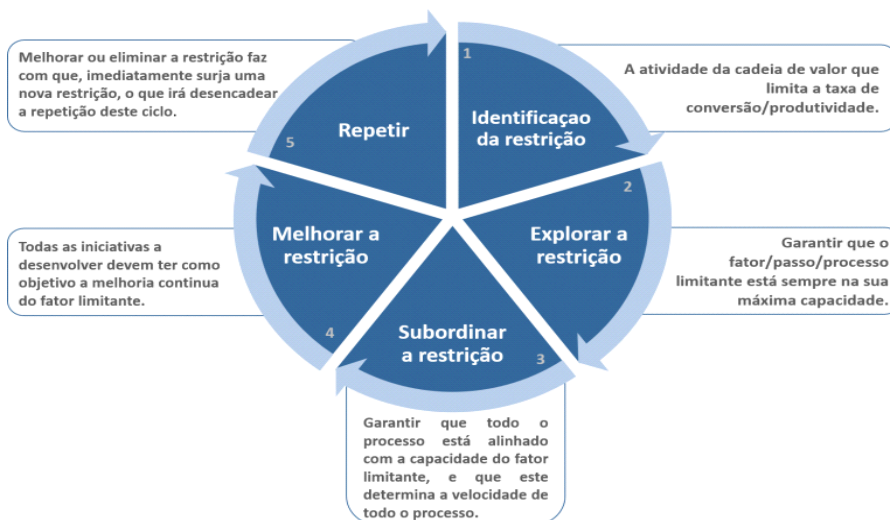 1
Identificaçao
da restrição
A atividade da cadeia de valor que
limita a taxa de
conversão/produtividade.
2
Explorar a
restrição
Garantir que o
fator/passo/processo
limitante está sempre na sua
máxima capacidade.
3
Subordinar
a restrição
Garantir que todo o
processo está alinhado
com a capacidade do fator
limitante, e que este
determina a velocidade de
todo o processo.
4
Melhorar a
restrição
Todas as iniciativas a
desenvolver devem ter como
objetivo a melhoria continua
do fator limitante.
5
Repetir
Melhorar ou eliminar a restrição faz
com que, imediatamente surja uma
nova restrição, o que irá desencadear
a repetição deste ciclo.